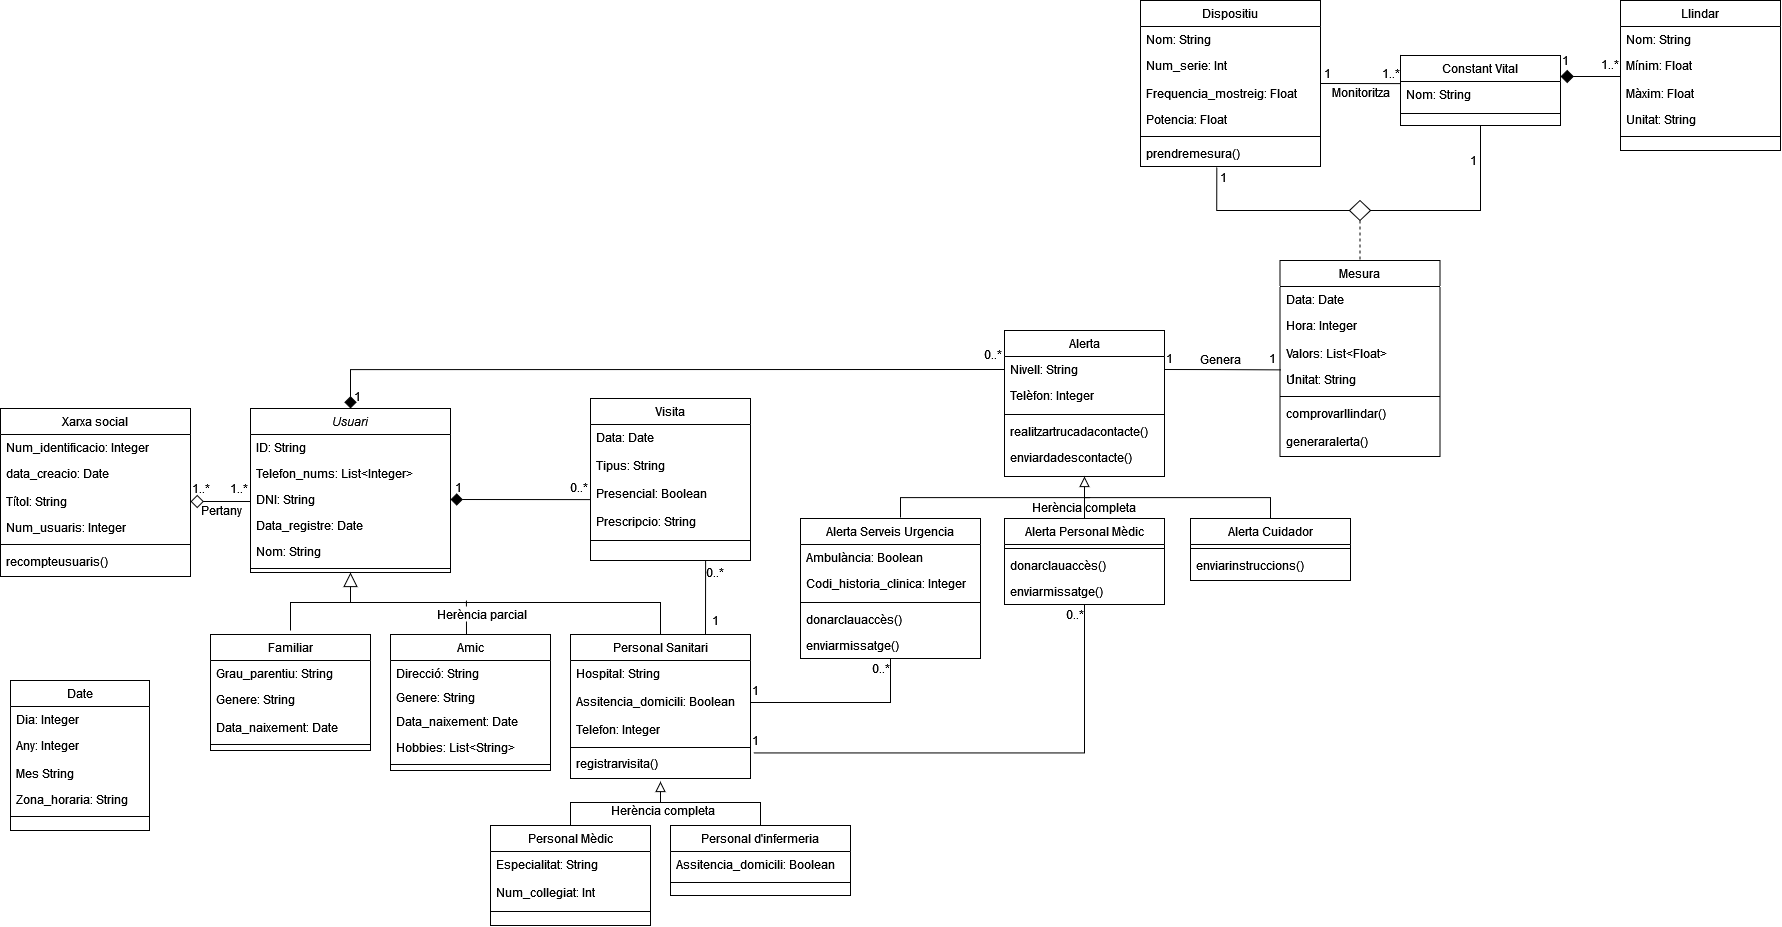 Dispositiu
Nom: String
Num_serie: Int
Frequencia_mostreig: Float
Potencia: Float
prendremesura()
1
1..*
Monitoritza
Constant Vital
Nom: String
1
1..*
Llindar
Nom: String
Mínim: Float
Màxim: Float
Unitat: String
1
1
Mesura
Data: Date
Hora: Integer
Valors: List<Float>
Unitat: String
1
comprovarllindar()
generaralerta()
0..*
Alerta
Nivell: String
Telèfon: Integer
realitzartrucadacontacte()
enviardadescontacte()
1
Genera
1
1
Xarxa social
Num_identificacio: Integer
data_creacio: Date
Títol: String
Num_usuaris: Integer
recompteusuaris()
1..*
1..*
Pertany
Usuari
ID: String
Telefon_nums: List<Integer>
DNI: String
Data_registre: Date
Nom: String
1
0..*
Visita
Data: Date
Tipus: String
Presencial: Boolean
Prescripcio: String
0..*
1
Herència completa
Alerta Serveis Urgencia
Ambulància: Boolean
Codi_historia_clinica: Integer
donarclauaccès()
enviarmissatge()
0..*
Alerta Personal Mèdic
donarclauaccès()
enviarmissatge()
0..*
Alerta Cuidador
enviarinstruccions()
Herència parcial
Familiar
Grau_parentiu: String
Genere: String
Data_naixement: Date
Amic
Direcció: String
Genere: String
Data_naixement: Date
Hobbies: List<String>
Personal Sanitari
Hospital: String
Assitencia_domicili: Boolean
Telefon: Integer
registrarvisita()
1
1
Date
Dia: Integer
Any: Integer
Mes String
Zona_horaria: String
Herència completa
Personal Mèdic
Especialitat: String
Num_collegiat: Int
Personal d'infermeria
Assitencia_domicili: Boolean